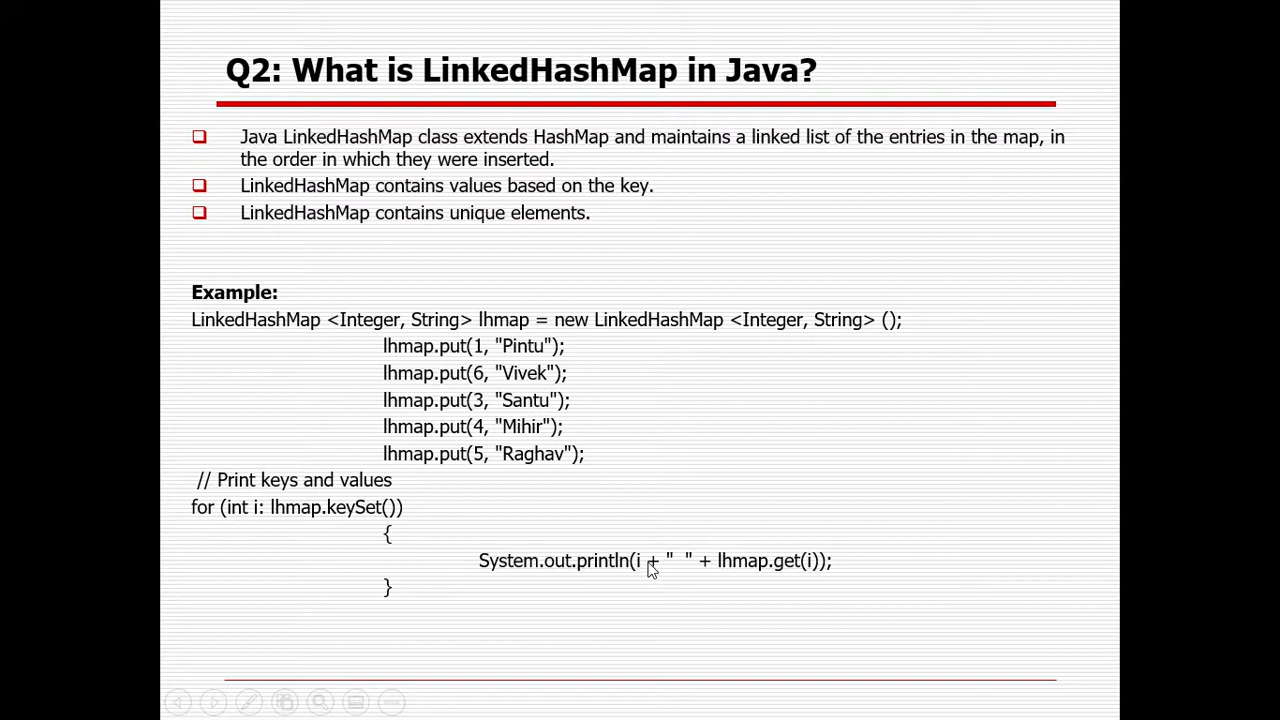 Q2: What is LinkedHashMap in Java?
Java LinkedHashMap class extends HashMap and maintains a linked list of the entries in the map, in
the order in which they were inserted.
LinkedHashMap contains values based on the key.
LinkedHashMap contains unique elements.
Example:
LinkedHashMap <Integer, String> lhmap = new LinkedHashMap <Integer, String> ();
lhmap.put(1, "Pintu");
lhmap.put(6, "Vivek");
lhmap.put(3, "Santu");
lhmap.put(4, "Mihir");
lhmap.put(5, "Raghav");
// Print keys and values
for (int i: lhmap.keySet())
{
System.out.println(i + "  " + lhmap.get(i));
}